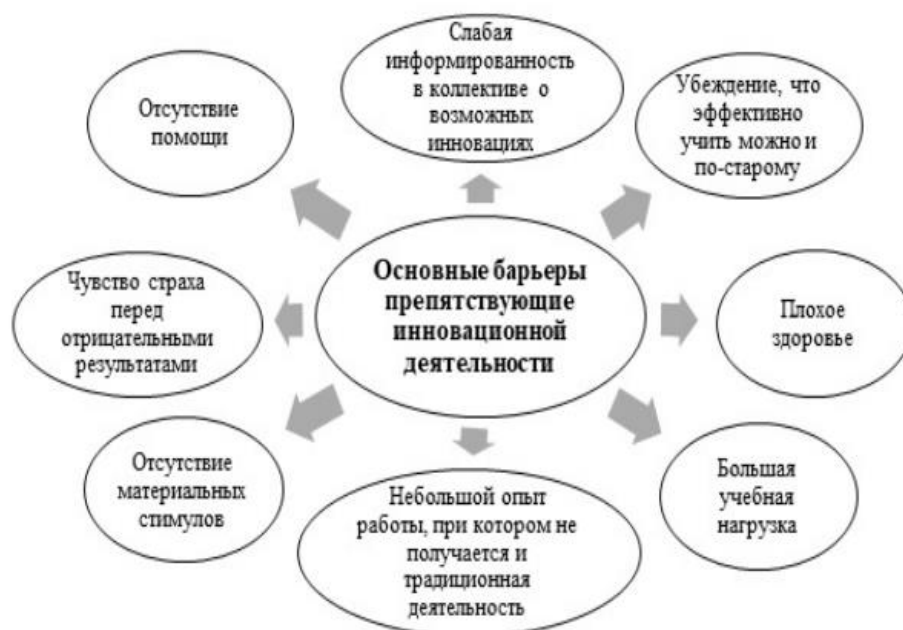 Слабая
информированность
в коллективе о
возможных
инновациях
Убеждение, что
эффективно
учить можно и
по-старому
Отсутствие
помощи
Основные барьеры
препятствующие
инновационной
деятельности
Чувство страха
перед
отрицательными
результатами
Плохое
здоровье
Отсутствие
материальных
стимулов
Небольшой опыт
работы, при котором не
получается и
традиционная
деятельность
Большая
учебная
нагрузка